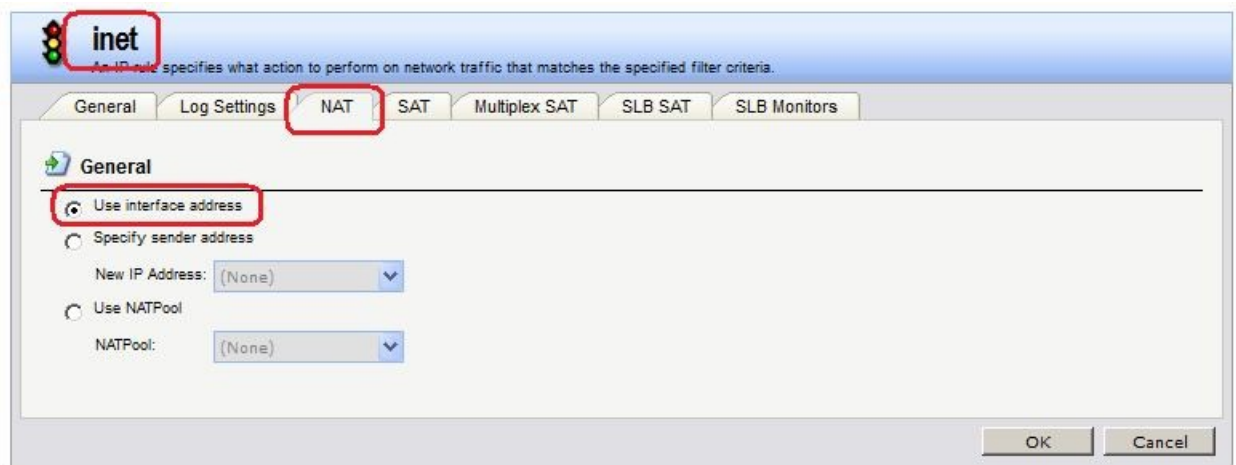 inet
An IP rule specifies what action to perform on network traffic that matches the specified filter criteria.
General Log Settings NAT SAT Multiplex SAT SLB SAT SLB Monitors
General
Use interface address
Specify sender address
New IP Address: (None)
Use NATPool
NATPool: (None)
OK Cancel